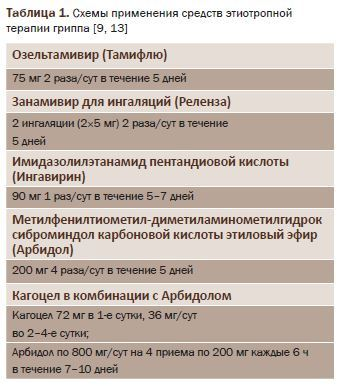 Таблица 1. Схемы применения средств этиотропной
терапии гриппа [9, 13]
Озельтамивир (Тамифлю)
75 мг 2 раза/сут в течение 5 дней
Занамивир для ингаляций (Реленза)
2 ингаляции (2×5 мг) 2 раза/сут в течение
5 дней
Имидазолилэтанамид пентандиовой кислоты
(Ингавирин)
90 мг 1 раз/сут в течение 5–7 дней
Метилфенилтиометил-диметиламинометилгидрок
сиброминдол карбоновой кислоты этиловый эфир
(Арбидол)
200 мг 4 раза/сут в течение 5 дней
Кагоцел в комбинации с Арбидолом
Кагоцел 72 мг в 1-е сутки, 36 мг/сут
во 2–4-е сутки;
Арбидол по 800 мг/сут на 4 приема по 200 мг каждые 6 ч
в течение 7–10 дней